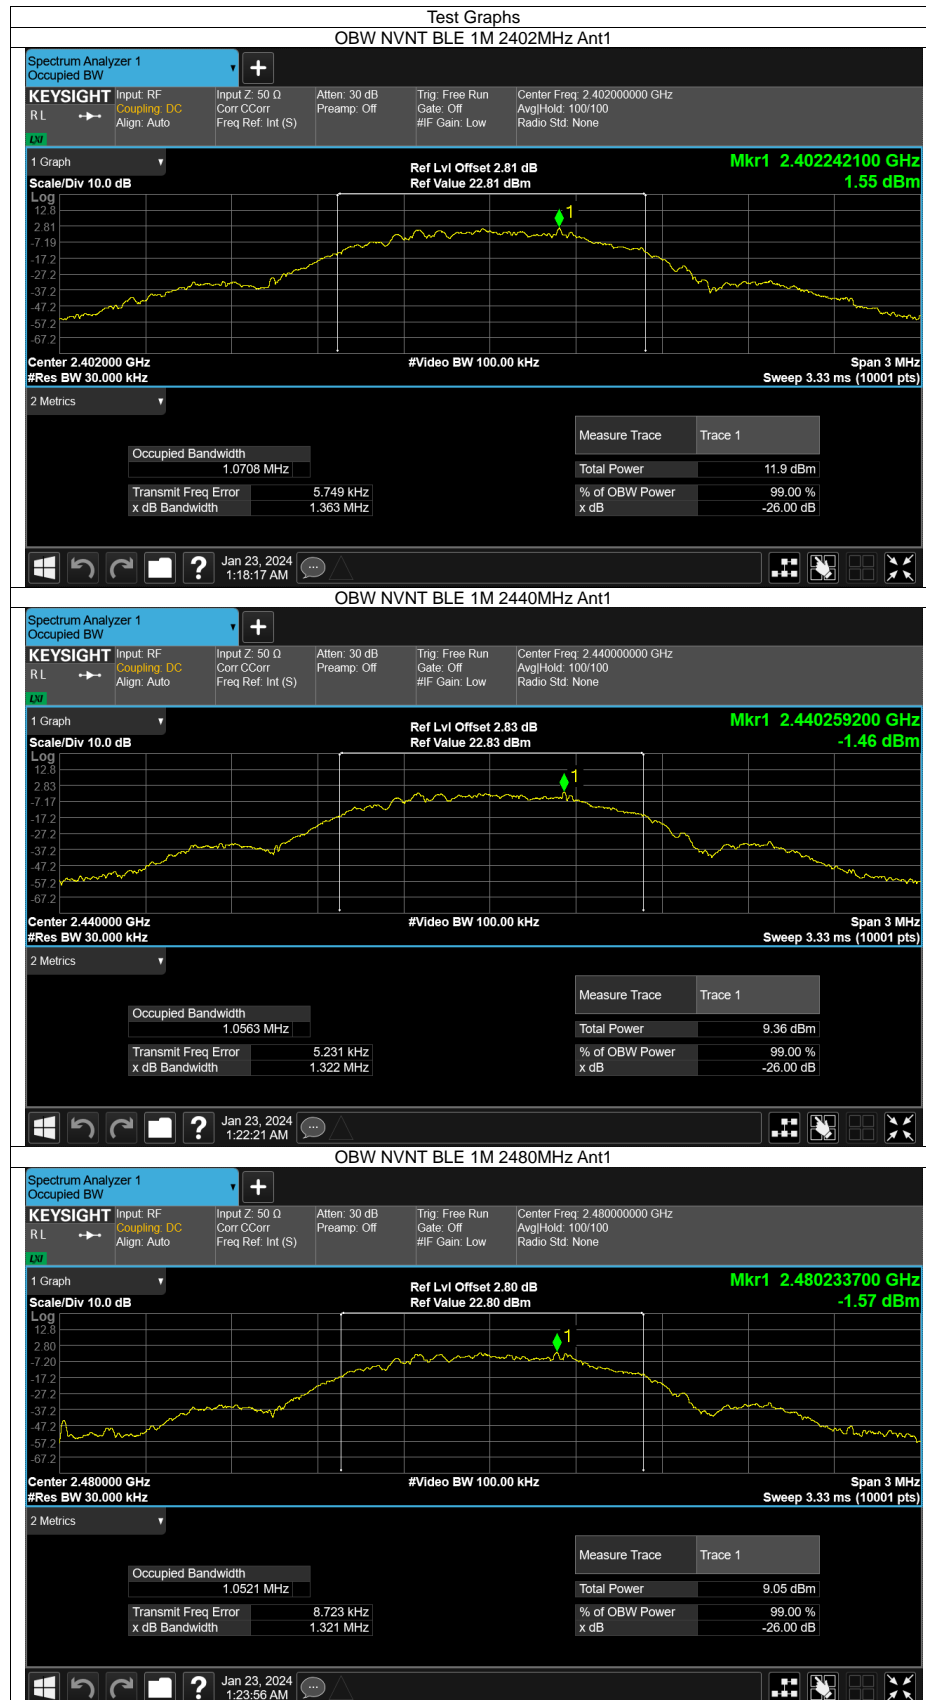 Test Graphs
OBW NVNT BLE 1M 2402MHz Ant1
Spectrum Analyzer 1
Occupied BW
KEYSIGHT Input: RF Input Z: 50 Ω Atten: 30 dB Trig: Free Run Center Freq: 2.402000000 GHz
RL Coupling: DC Corr CCorr Preamp: Off Gate: Off Avg|Hold: 100/100
Align: Auto Freq Ref: Int (S) #IF Gain: Low Radio Std: None
LXI
1 Graph Ref Lvl Offset 2.81 dB Mkr1 2.402242100 GHz
Scale/Div 10.0 dB Ref Value 22.81 dBm 1.55 dBm
Log
12.8 1
2.81
-7.19
-17.2
-27.2
-37.2
-47.2
-57.2
-67.2
Center 2.402000 GHz #Video BW 100.00 kHz Span 3 MHz
#Res BW 30.000 kHz Sweep 3.33 ms (10001 pts)
2 Metrics
Measure Trace Trace 1
Occupied Bandwidth
1.0708 MHz Total Power 11.9 dBm
Transmit Freq Error 5.749 kHz % of OBW Power 99.00 %
x dB Bandwidth 1.363 MHz x dB -26.00 dB
? Jan 23, 2024
1:18:17 AM
OBW NVNT BLE 1M 2440MHz Ant1
Spectrum Analyzer 1
Occupied BW
KEYSIGHT Input: RF Input Z: 50 Ω Atten: 30 dB Trig: Free Run Center Freq: 2.440000000 GHz
RL Coupling: DC Corr CCorr Preamp: Off Gate: Off Avg|Hold: 100/100
Align: Auto Freq Ref: Int (S) #IF Gain: Low Radio Std: None
LXI
1 Graph Ref Lvl Offset 2.83 dB Mkr1 2.440259200 GHz
Scale/Div 10.0 dB Ref Value 22.83 dBm -1.46 dBm
Log
12.8 1
2.83
-7.17
-17.2
-27.2
-37.2
-47.2
-57.2
-67.2
Center 2.440000 GHz #Video BW 100.00 kHz Span 3 MHz
#Res BW 30.000 kHz Sweep 3.33 ms (10001 pts)
2 Metrics
Measure Trace Trace 1
Occupied Bandwidth
1.0563 MHz Total Power 9.36 dBm
Transmit Freq Error 5.231 kHz % of OBW Power 99.00 %
x dB Bandwidth 1.322 MHz x dB -26.00 dB
? Jan 23, 2024
1:22:21 AM
OBW NVNT BLE 1M 2480MHz Ant1
Spectrum Analyzer 1
Occupied BW
KEYSIGHT Input: RF Input Z: 50 Ω Atten: 30 dB Trig: Free Run Center Freq: 2.480000000 GHz
RL Coupling: DC Corr CCorr Preamp: Off Gate: Off Avg|Hold: 100/100
Align: Auto Freq Ref: Int (S) #IF Gain: Low Radio Std: None
LXI
1 Graph Ref Lvl Offset 2.80 dB Mkr1 2.480233700 GHz
Scale/Div 10.0 dB Ref Value 22.80 dBm -1.57 dBm
Log
12.8 1
2.80
-7.20
-17.2
-27.2
-37.2
-47.2
-57.2
-67.2
Center 2.480000 GHz #Video BW 100.00 kHz Span 3 MHz
#Res BW 30.000 kHz Sweep 3.33 ms (10001 pts)
2 Metrics
Measure Trace Trace 1
Occupied Bandwidth
1.0521 MHz Total Power 9.05 dBm
Transmit Freq Error 8.723 kHz % of OBW Power 99.00 %
x dB Bandwidth 1.321 MHz x dB -26.00 dB
? Jan 23, 2024
1:23:56 AM